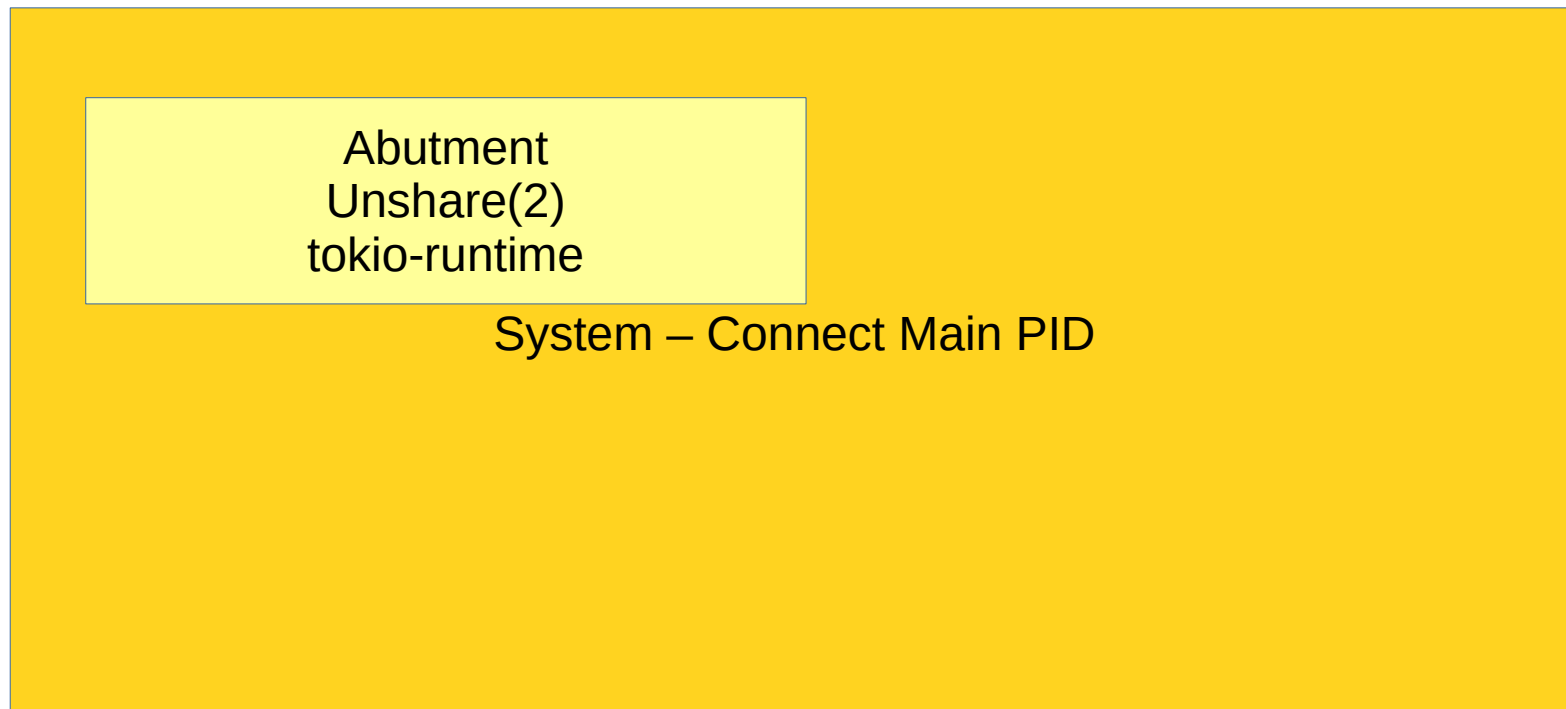 Abutment
Unshare(2)
tokio-runtime
System – Connect Main PID